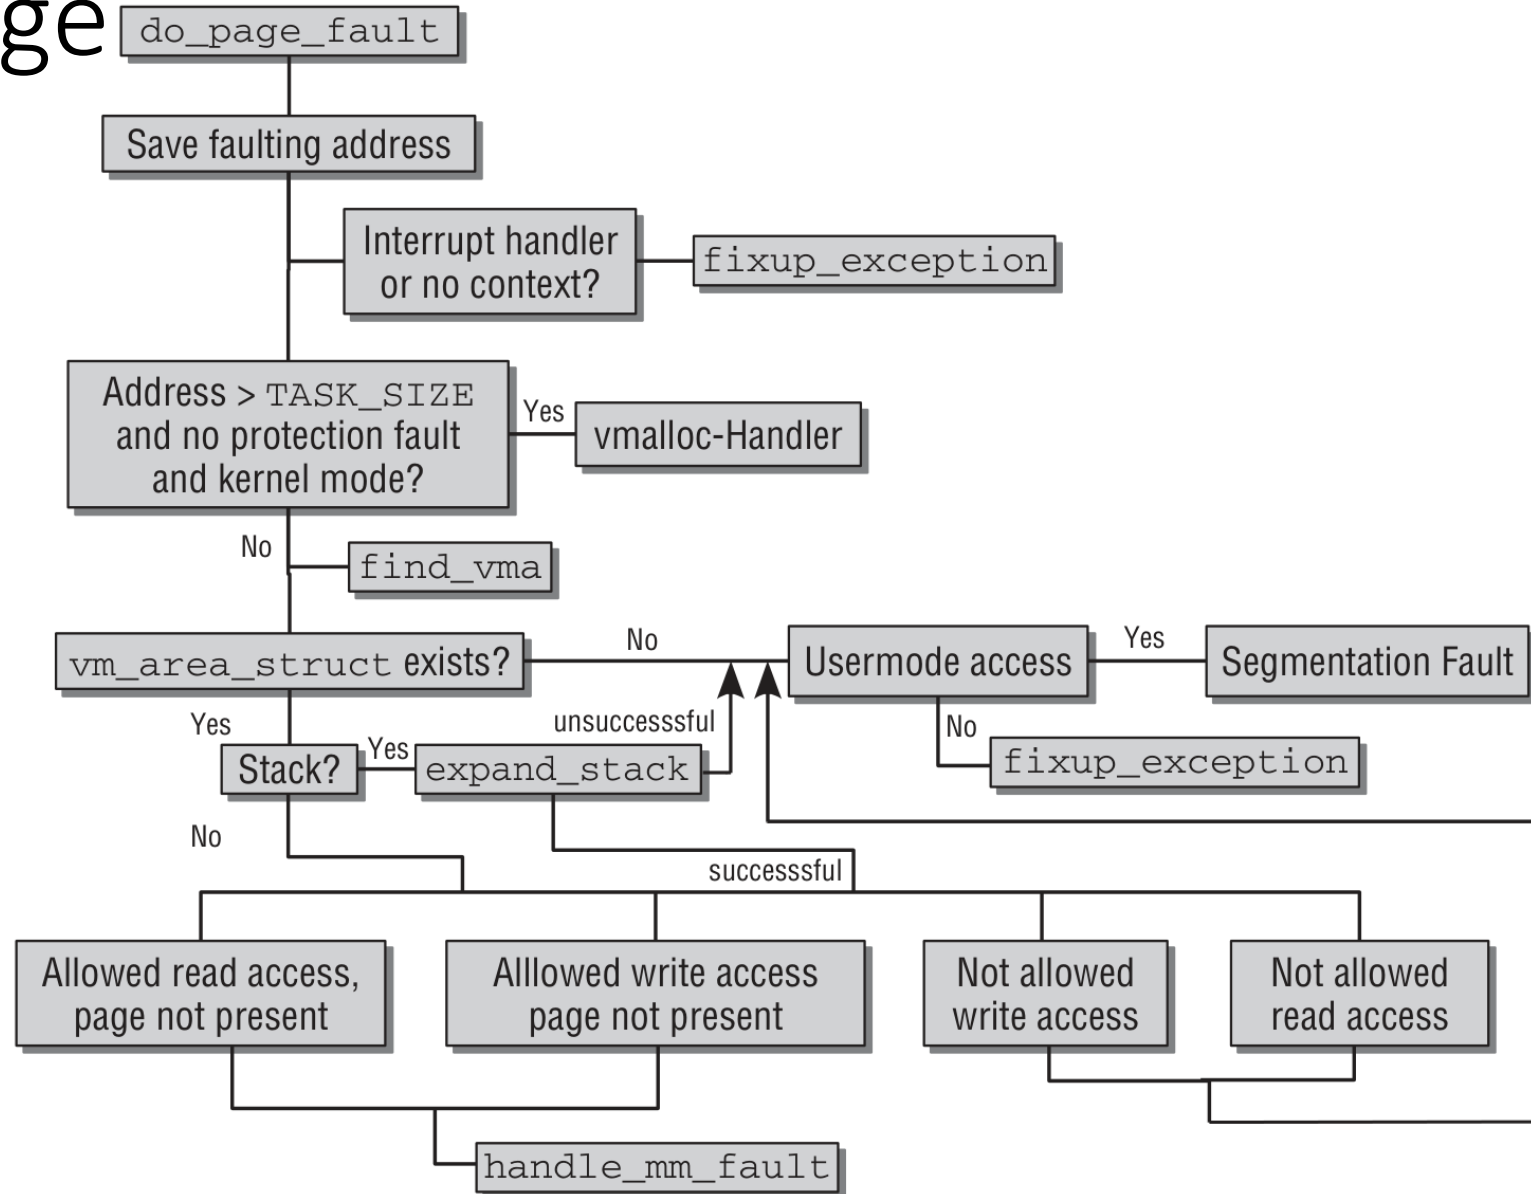 ge
do_page_fault
Save faulting address
Interrupt handler
or no context?
fixup_exception
Address > TASK_SIZE
and no protection fault
and kernel mode?
Yes
vmalloc-Handler
No
find_vma
vm_area_struct exists?
No
Usermode access
Yes
Segmentation Fault
Yes
unsuccesssful
No
Stack?
Yes
expand_stack
fixup_exception
No
successsful
Allowed read access,
page not present
Alllowed write access
page not present
Not allowed
write access
Not allowed
read access
handle_mm_fault